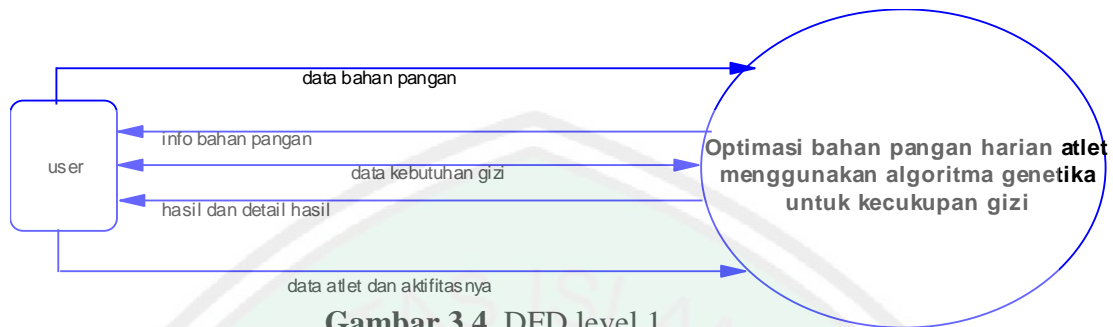 data bahan pangan
info bahan pangan
user
data kebutuhan gizi
hasil dan detail hasil
data atlet dan aktifitasnya
Optimasi bahan pangan harian atlet
menggunakan algoritma genetika
untuk kecukupan gizi
Gambar 3.4 DFD level 1